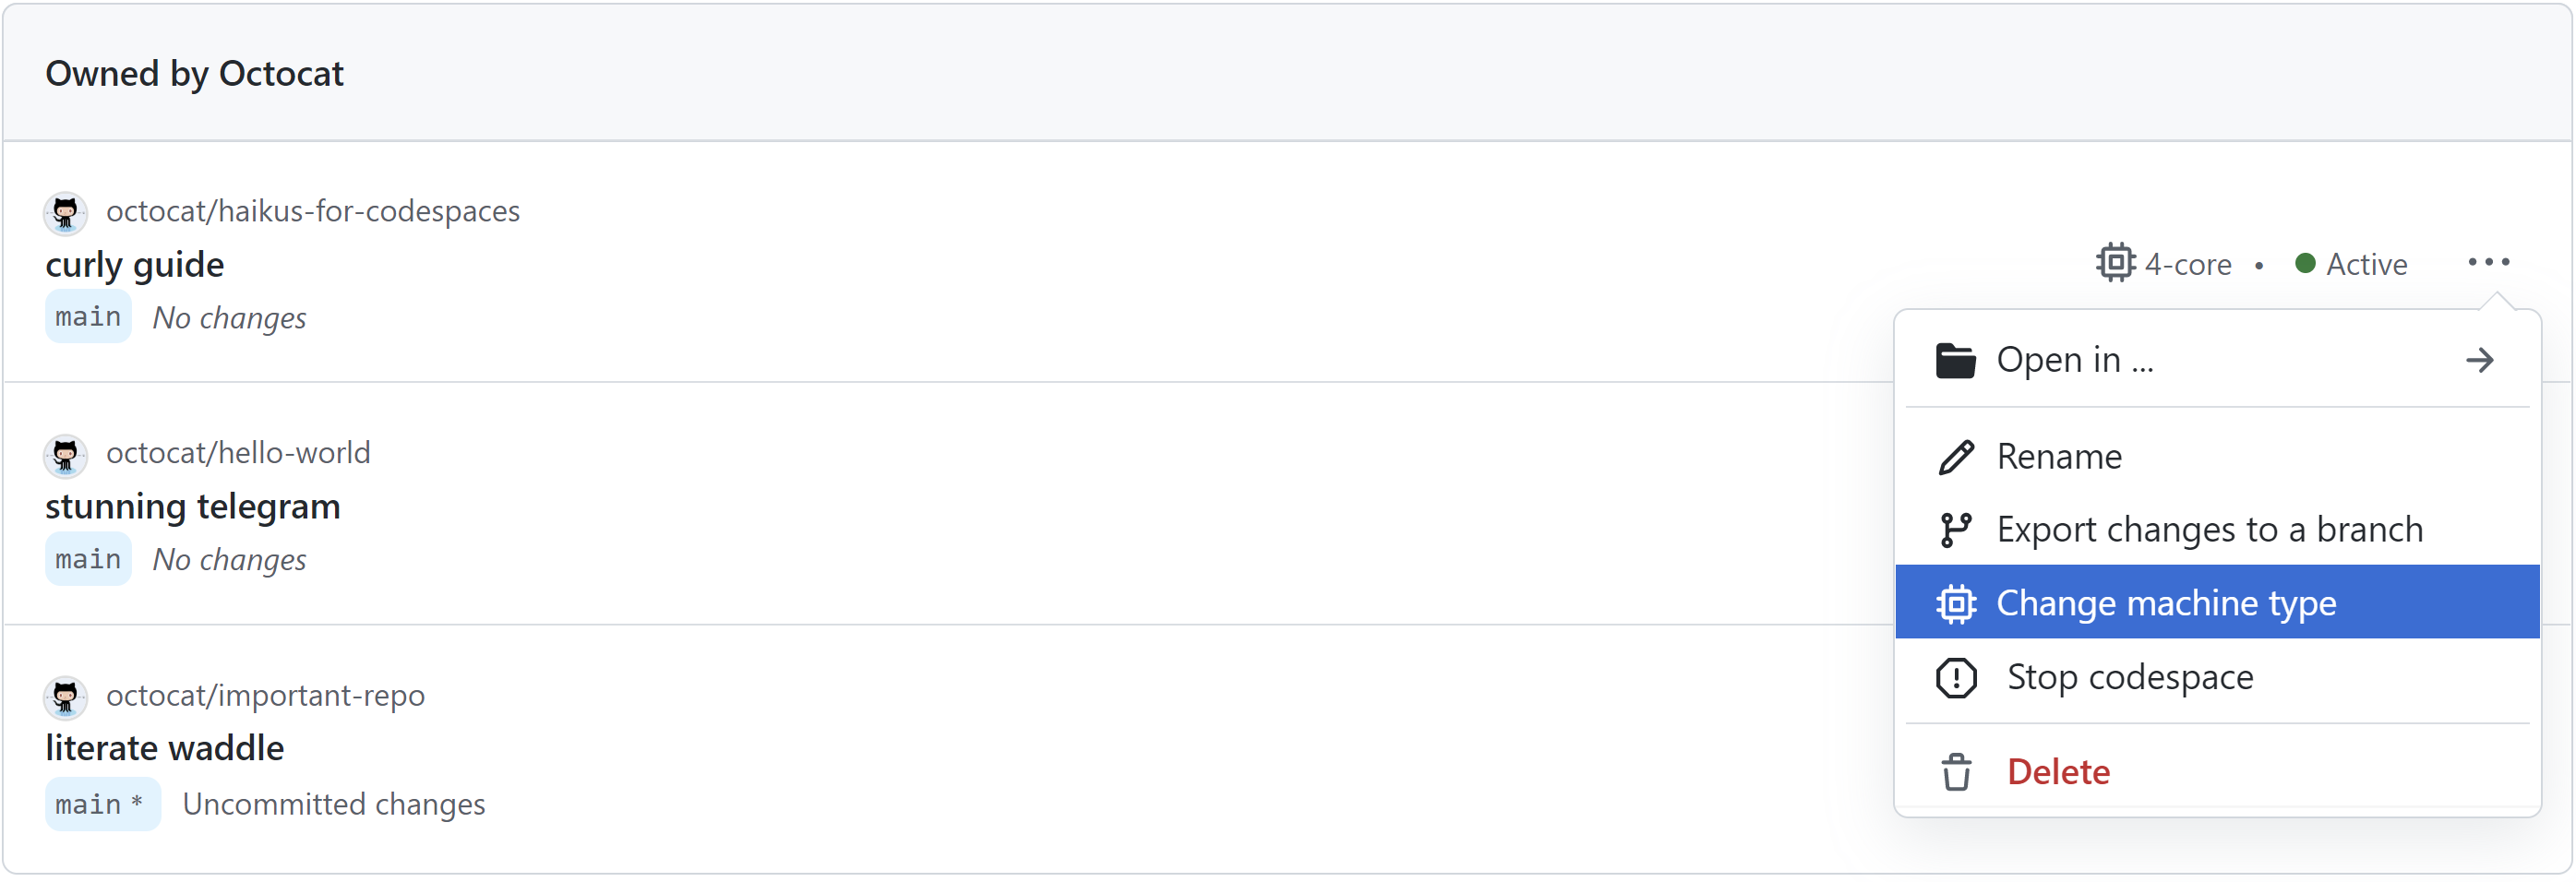 Owned by Octocat
octocat/haikus-for-codespaces
curly guide
4-core • Active
main No changes
Open in ...
Rename
Export changes to a branch
Change machine type
Stop codespace
Delete
octocat/hello-world
stunning telegram
main No changes
octocat/important-repo
literate waddle
main * Uncommitted changes